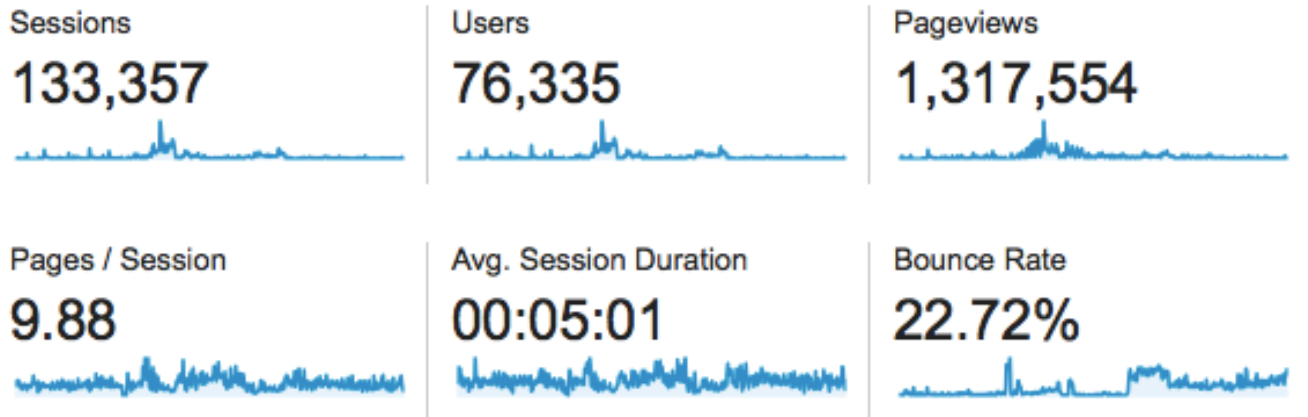 Sessions
133,357
Users
76,335
Pageviews
1,317,554
Pages / Session
9.88
Avg. Session Duration
00:05:01
Bounce Rate
22.72%